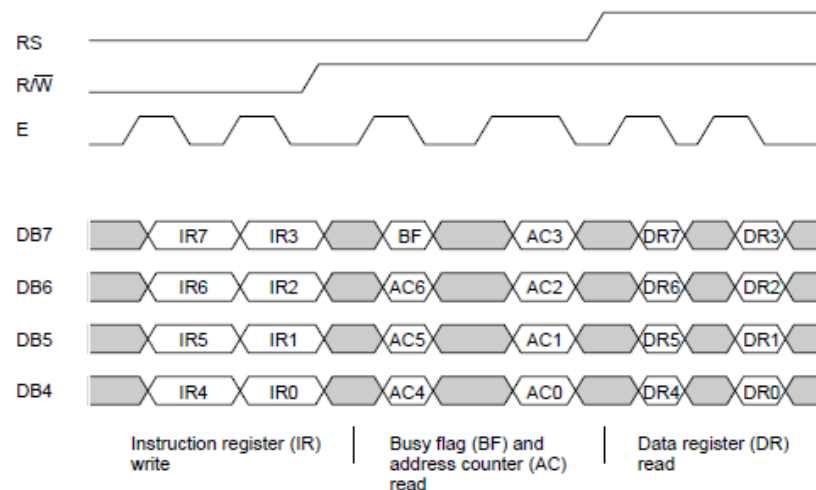 RS
R/W̅
E
DB7 IR7 IR3 BF AC3 DR7 DR3
DB6 IR6 IR2 AC6 AC2 DR6 DR2
DB5 IR5 IR1 AC5 AC1 DR5 DR1
DB4 IR4 IR0 AC4 AC0 DR4 DR0
Instruction register (IR)
write
Busy flag (BF) and
address counter (AC)
read
Data register (DR)
read